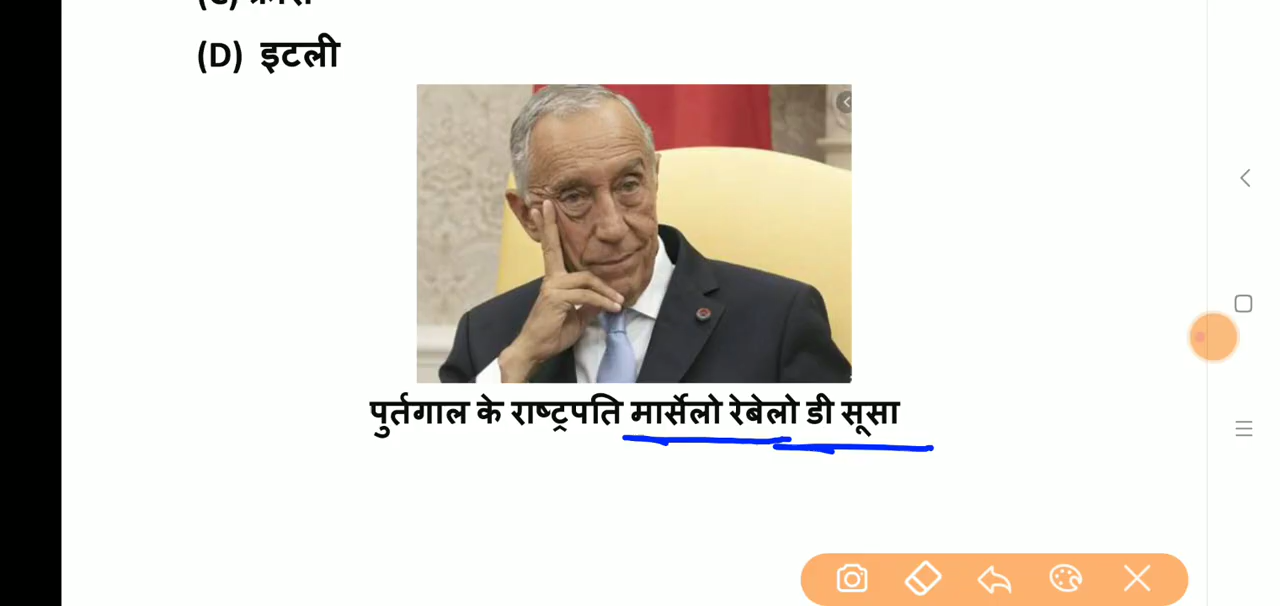 (D) इटली
पुर्तगाल के राष्ट्रपति मार्सेलो रेबेलो डी सूसा